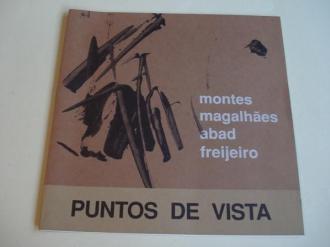 montes
magalhães
abad
freijeiro
PUNTOS DE VISTA